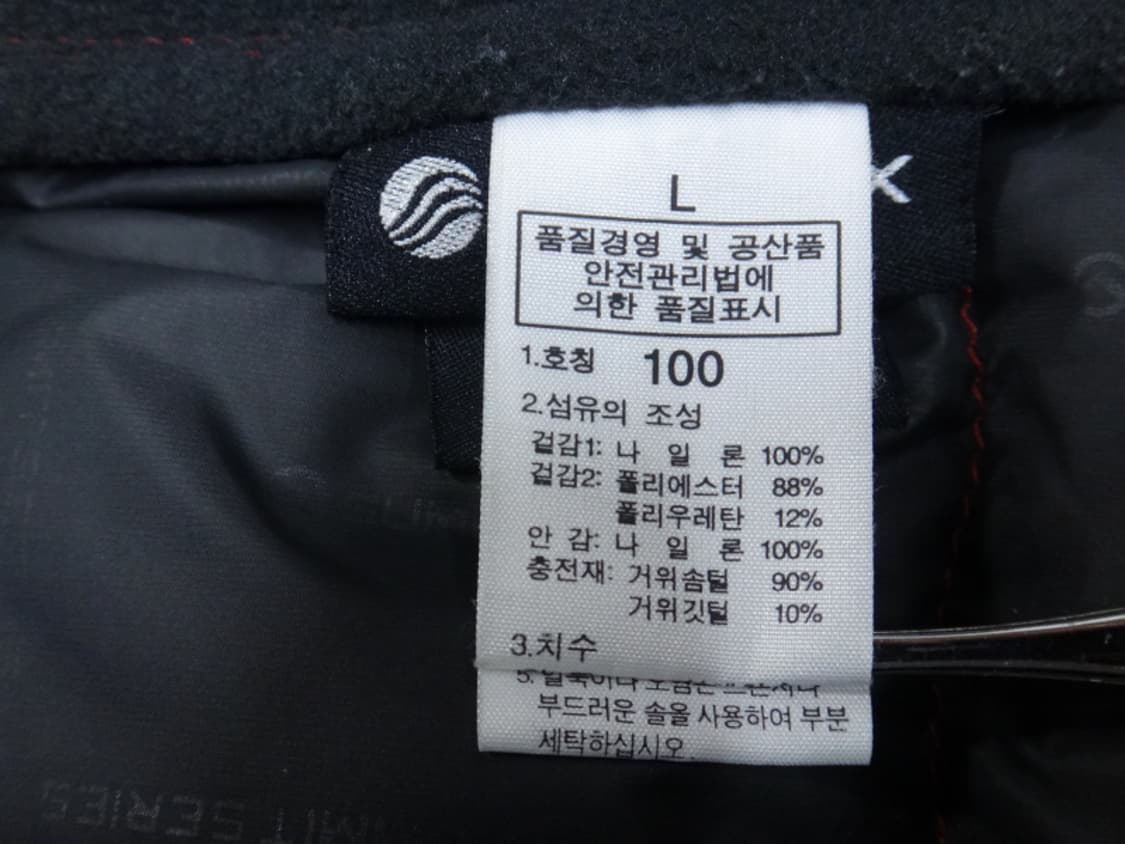 L
품질경영 및 공산품
안전관리법에
의한 품질표시
1.호칭 100
2.섬유의 조성
겉감1: 나 일 론 100%
겉감2: 폴리에스터 88%
폴리우레탄 12%
안 감: 나 일 론 100%
충전재: 거위솜털 90%
거위깃털 10%
3.치수
부드러운 솔을 사용하여 부분
세탁하십시오.
K
LIMIT SERIES